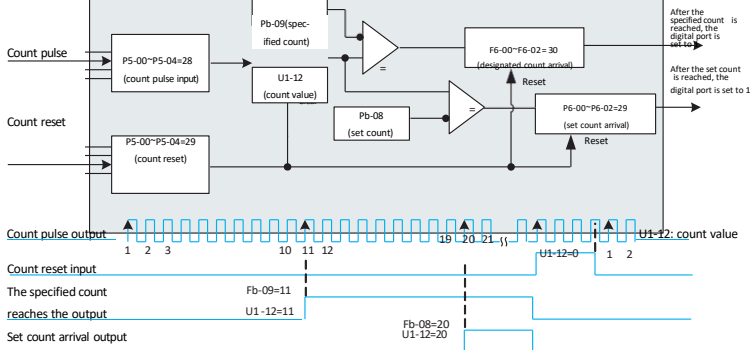 Pb-09(spec-
ified count)
After the
specified count is
reached, the
digital port is
set to
Count pulse
P5-00~P5-04=28
(count pulse input)
=
F6-00~F6-02=30
(designated count arrival)
U1-12
(count value)
Reset
After the set count
is reached, the
digital port is set to 1
Pb-08
(set count)
=
P6-00~P6-02=29
(set count arrival)
Count reset
P5-00~P5-04=29
(count reset)
Reset
Count pulse output
1 2 3 10 11 12 19 20 21
U1-12: count value
U1-12=0 1 2
Count reset input
The specified count
Fb-09=11
reaches the output
U1-12=11
Fb-08=20
Set count arrival output
U1-12=20